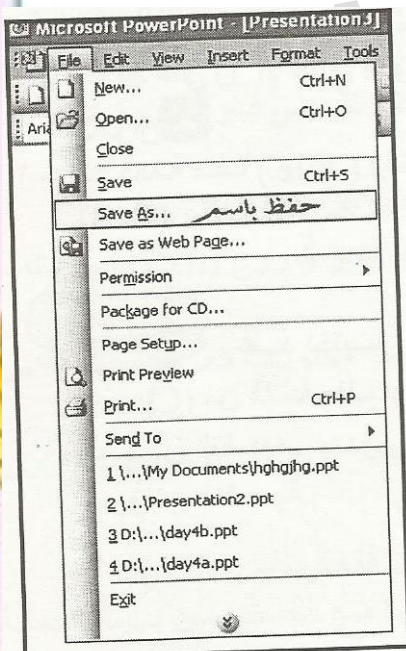 Microsoft PowerPoint - [Presentation3]
File Edit View Insert Format Tools
New... Ctrl+N
Aria
Open... Ctrl+O
Close
Save Ctrl+S
Save As... حفظ باسم
Save as Web Page...
Permission
Package for CD...
Page Setup...
Print Preview
Print... Ctrl+P
Send To
1 \...\My Documents\hghgjhg.ppt
2 \...\Presentation2.ppt
3 D:\...\day4b.ppt
4 D:\...\day4a.ppt
Exit